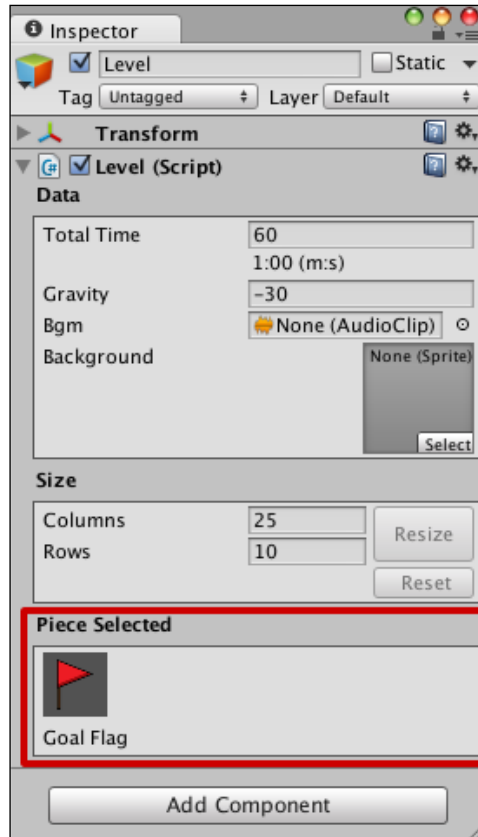 Inspector
Level Static
Tag Untagged Layer Default
Transform
Level (Script)
Data
Total Time 60
1:00 (m:s)
Gravity -30
Bgm None (AudioClip)
Background None (Sprite)
Select
Size
Columns 25 Resize
Rows 10
Reset
Piece Selected
Goal Flag
Add Component